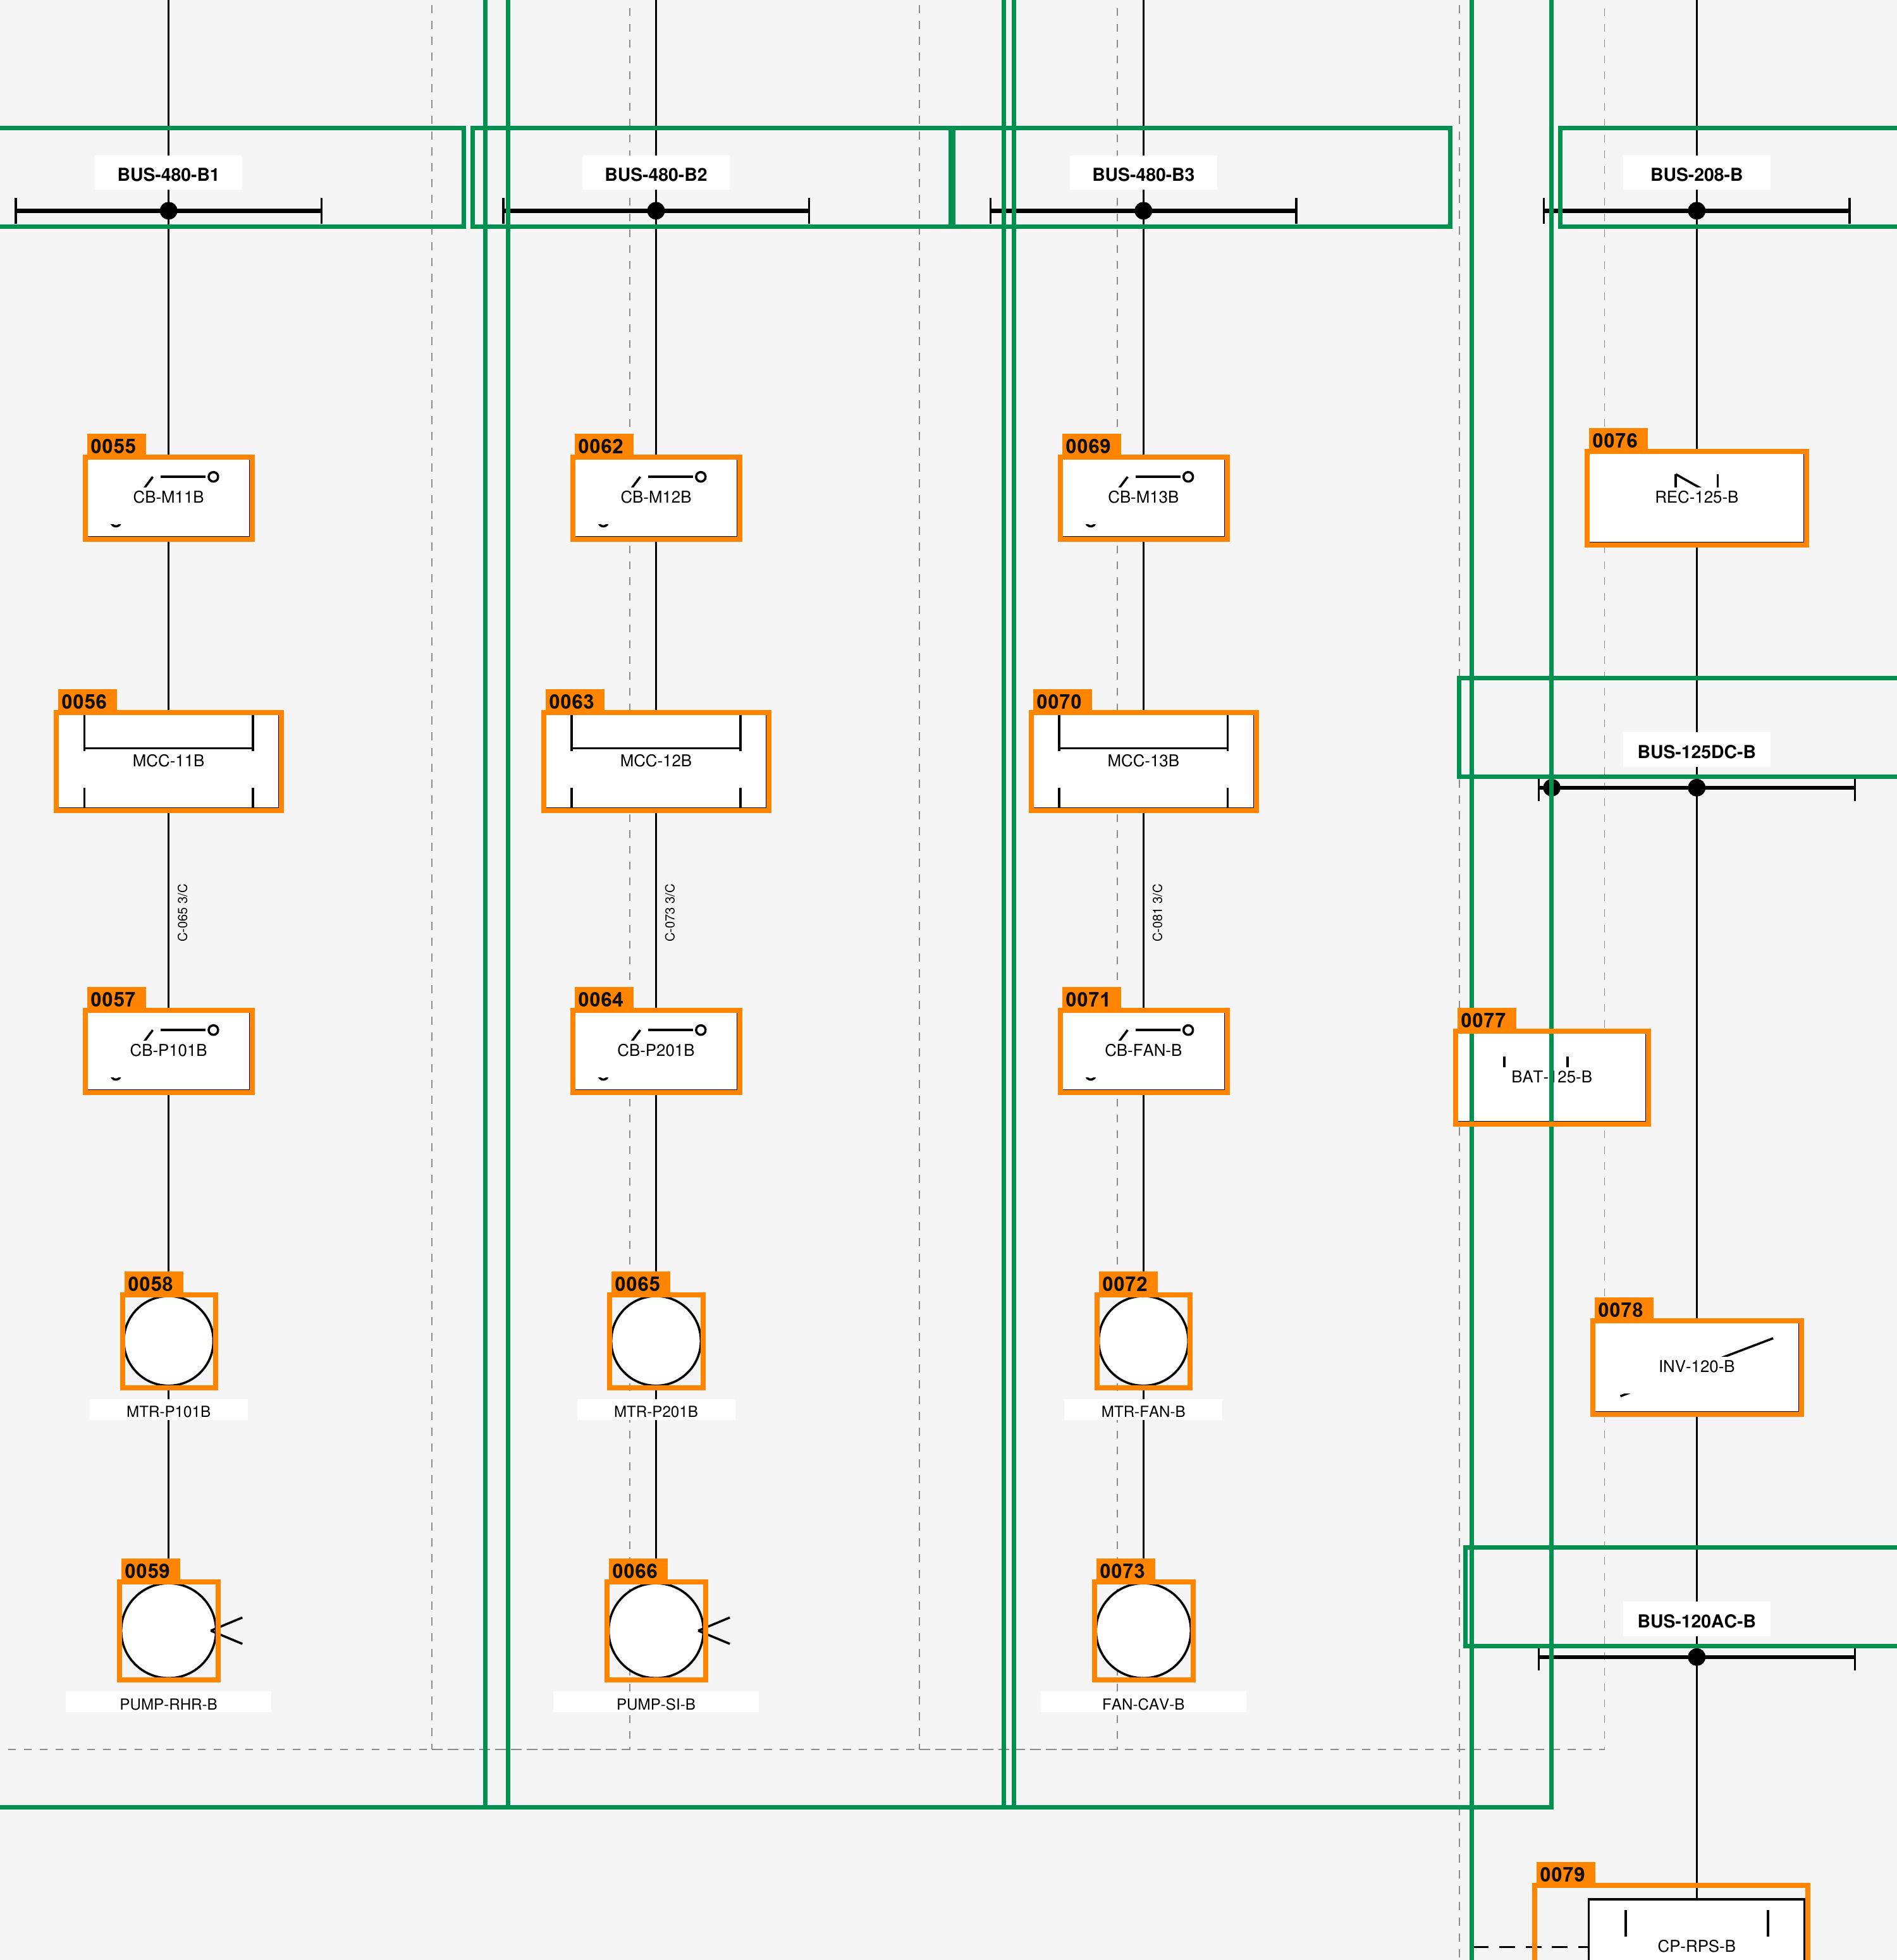 BUS-480-B1
BUS-480-B2
BUS-480-B3
BUS-208-B
0055
CB-M11B
0062
CB-M12B
0069
CB-M13B
0076
REC-125-B
0056
MCC-11B
0063
MCC-12B
0070
MCC-13B
BUS-125DC-B
C-065 3/C
C-073 3/C
C-081 3/C
0057
CB-P101B
0064
CB-P201B
0071
CB-FAN-B
0077
BAT-125-B
0058
MTR-P101B
0065
MTR-P201B
0072
MTR-FAN-B
0078
INV-120-B
0059
PUMP-RHR-B
0066
PUMP-SI-B
0073
FAN-CAV-B
BUS-120AC-B
0079
CP-RPS-B